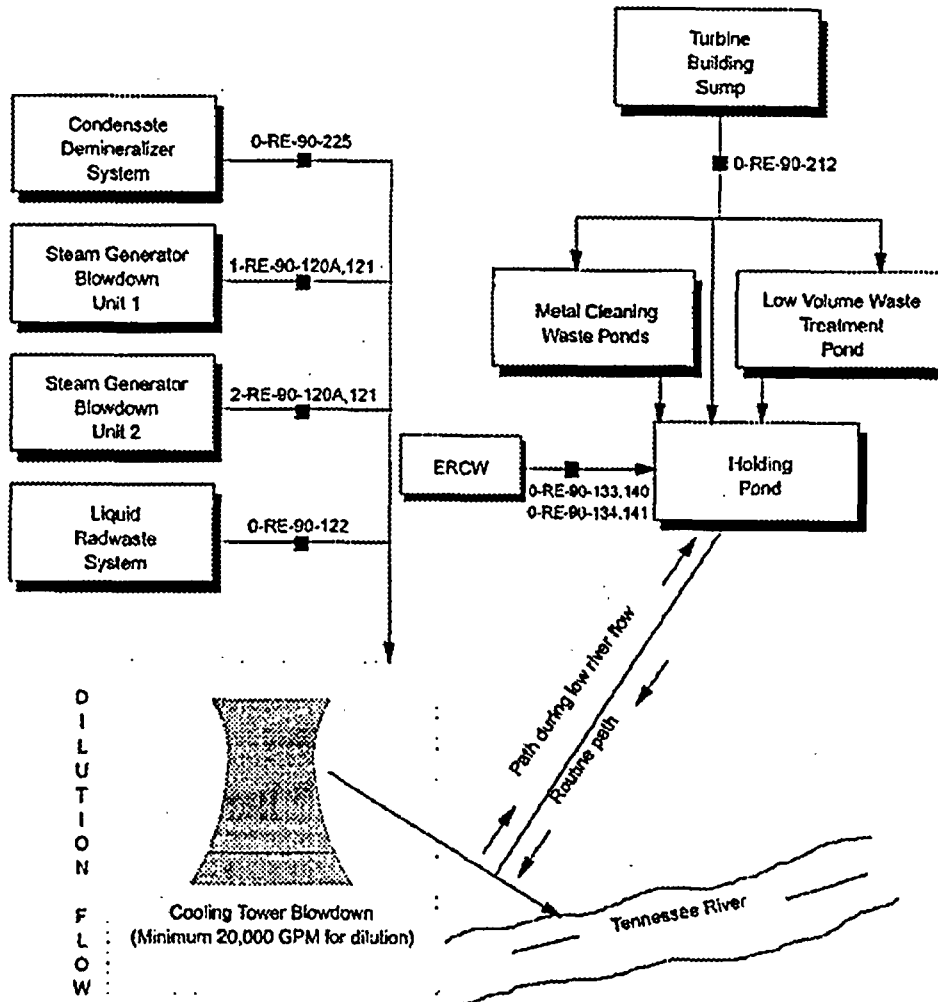 Turbine
Building
Sump
Condensate
Demineralizer
System
0-RE-90-225
0-RE-90-212
Steam Generator
Blowdown
Unit 1
1-RE-90-120A,121
Metal Cleaning
Waste Ponds
Low Volume Waste
Treatment
Pond
Steam Generator
Blowdown
Unit 2
2-RE-90-120A,121
ERCW
0-RE-90-133,140
0-RE-90-134,141
Holding
Pond
Liquid
Radwaste
System
0-RE-90-122
Path during low river flow
Routine path
DILUTION
FLOW
Cooling Tower Blowdown
(Minimum 20,000 GPM for dilution)
Tennessee River